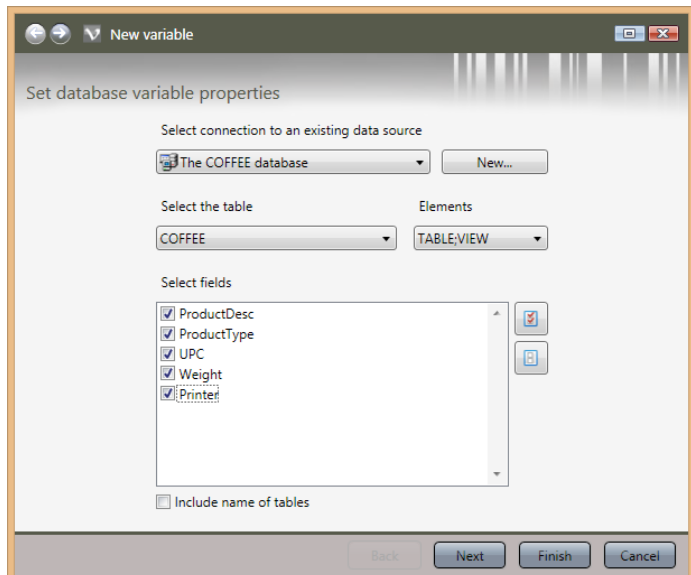 New variable
Set database variable properties
Select connection to an existing data source
The COFFEE database New...
Select the table Elements
COFFEE TABLE;VIEW
Select fields
ProductDesc
ProductType
UPC
Weight
Printer
Include name of tables
Back Next Finish Cancel